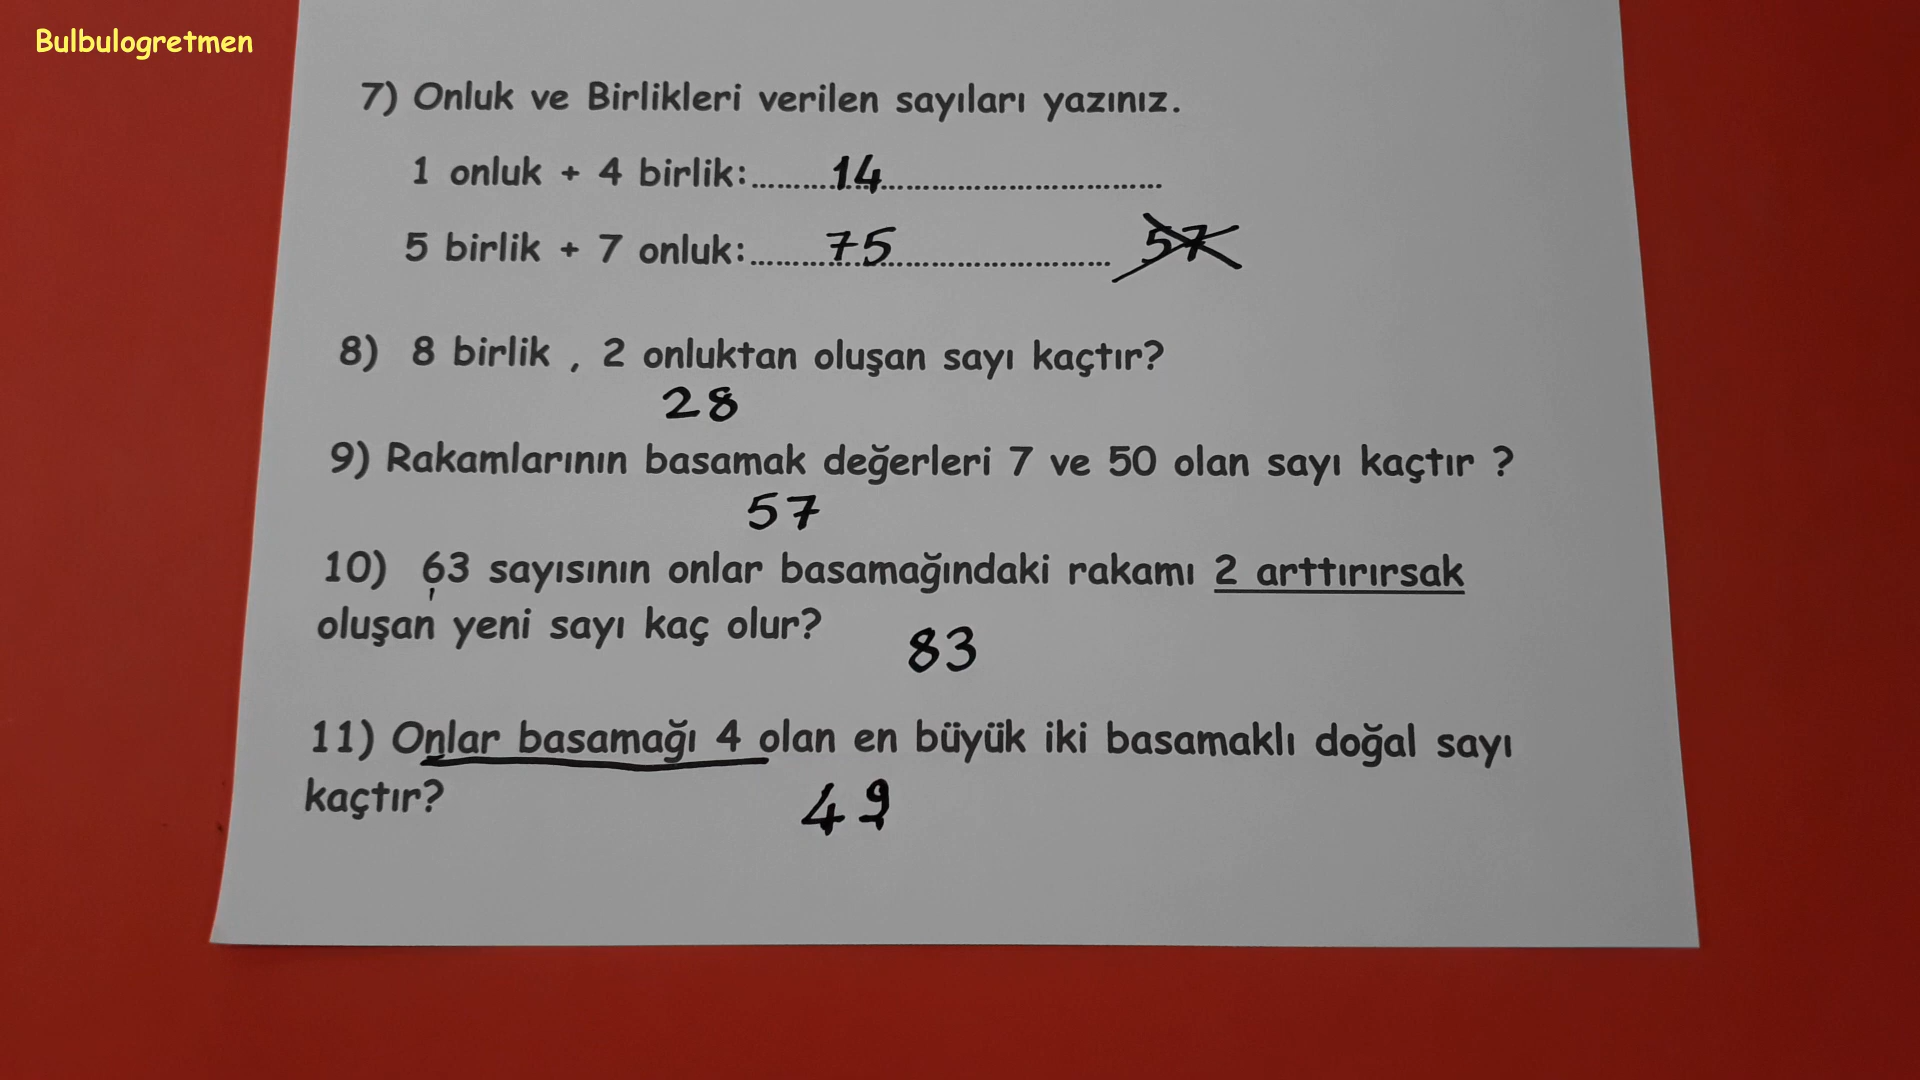 Bulbulogretmen
7) Onluk ve Birlikleri verilen sayıları yazınız.
1 onluk + 4 birlik:........14............................
5 birlik + 7 onluk:........75...................... 57
8) 8 birlik , 2 onluktan oluşan sayı kaçtır?
28
9) Rakamlarının basamak değerleri 7 ve 50 olan sayı kaçtır ?
57
10) 63 sayısının onlar basamağındaki rakamı 2 arttırırsak
oluşan yeni sayı kaç olur?
83
11) Onlar basamağı 4 olan en büyük iki basamaklı doğal sayı
kaçtır?
49